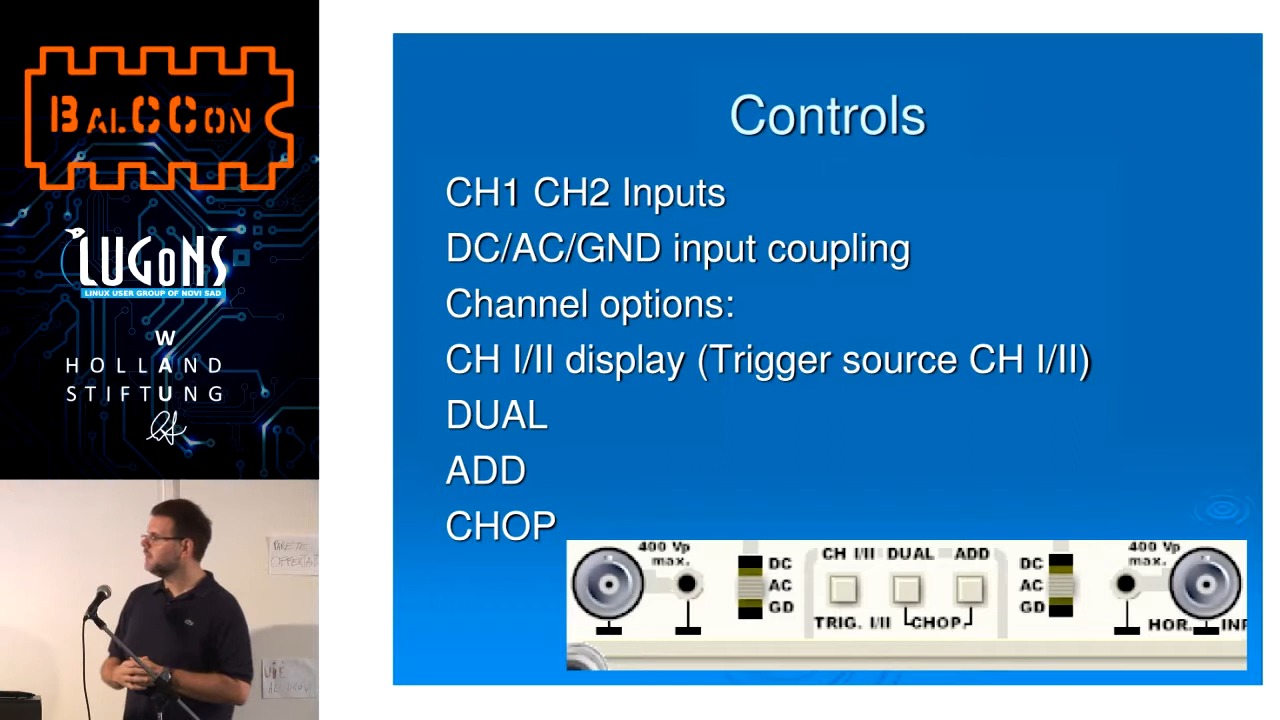 BALCCON
LUGONS
LINUX USER GROUP OF NOVI SAD
W
HOLLAND
STIFTUNG
Controls
CH1 CH2 Inputs
DC/AC/GND input coupling
Channel options:
CH I/II display (Trigger source CH I/II)
DUAL
ADD
CHOP
400 Vp
max.
DC
AC
GD
CH I/II DUAL ADD
TRIG. I/II CHOP.
DC
AC
GD
400 Vp
max.
HOR. INP